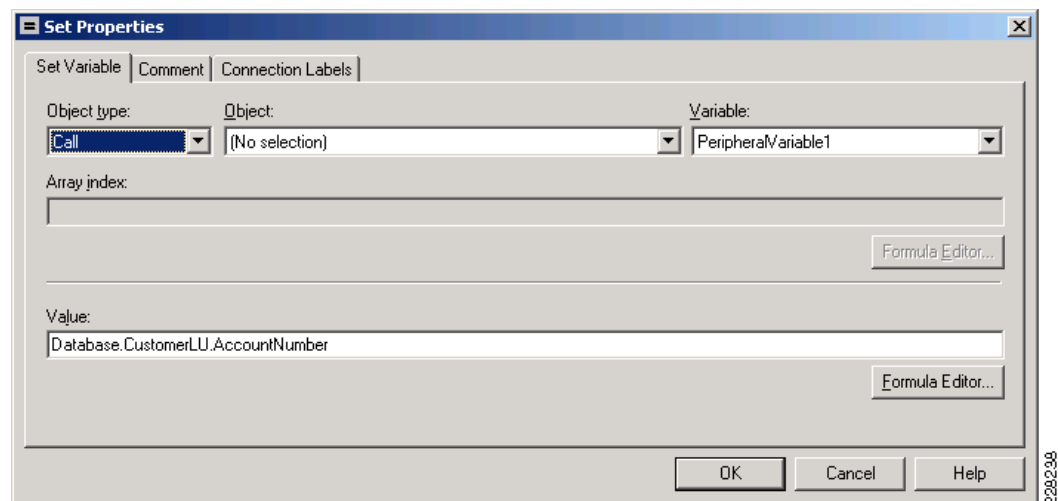 Set Properties
Set Variable Comment Connection Labels
Object type: Object: Variable:
Call (No selection) PeripheralVariable1
Array index:
Formula Editor...
Value:
Database.CustomerLU.AccountNumber
Formula Editor...
OK Cancel Help
228238